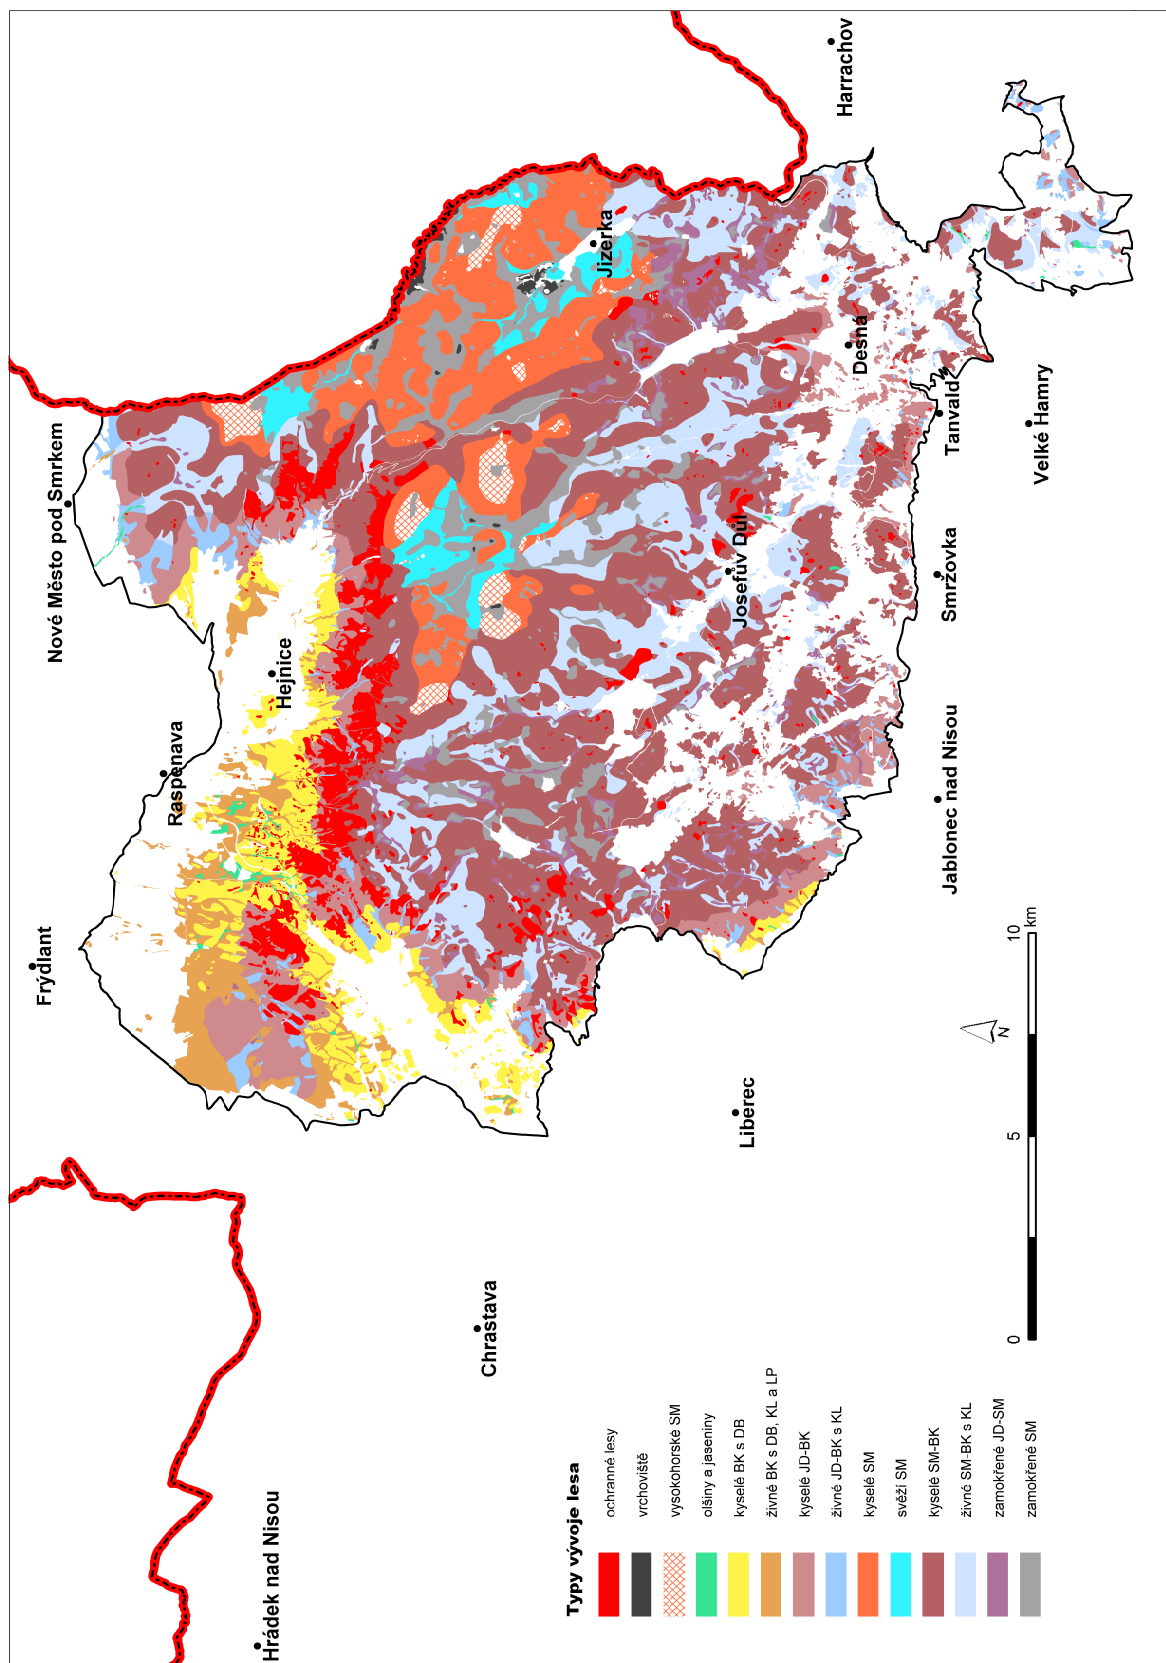 Frýdlant
Nové Město pod Smrkem
Raspenava
Hejnice
Hrádek nad Nisou
Chrastava
Jizerka
Harrachov
Liberec
Josefův Důl
Desná
Jablonec nad Nisou
Smržovka
Tanvald
Velké Hamry
Typy vývoje lesa
ochranné lesy
vrchoviště
vysokohorské SM
olšiny a jaseniny
kyselé BK s DB
živné BK s DB, KL a LP
kyselé JD-BK
živné JD-BK s KL
kyselé SM
svěží SM
kyselé SM-BK
živné SM-BK s KL
zamokřené JD-SM
zamokřené SM
N
0 5 10 km